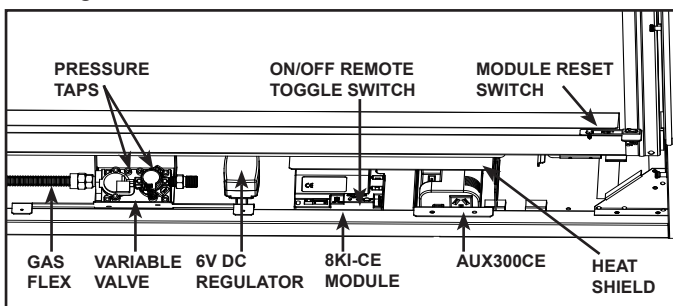 PRESSURE
TAPS
ON/OFF REMOTE
TOGGLE SWITCH
MODULE RESET
SWITCH
CE
GAS
FLEX
VARIABLE
VALVE
6V DC
REGULATOR
8KI-CE
MODULE
AUX300CE
HEAT
SHIELD